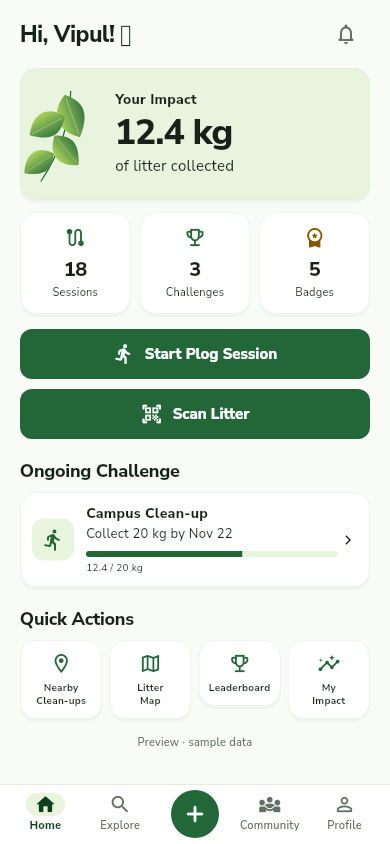 Hi, Vipul!
Your Impact
12.4 kg
of litter collected
18
Sessions
3
Challenges
5
Badges
Start Plog Session
Scan Litter
Ongoing Challenge
Campus Clean-up
Collect 20 kg by Nov 22
12.4 / 20 kg
Quick Actions
Nearby
Clean-ups
Litter
Map
Leaderboard
My
Impact
Preview · sample data
Home
Explore
Community
Profile